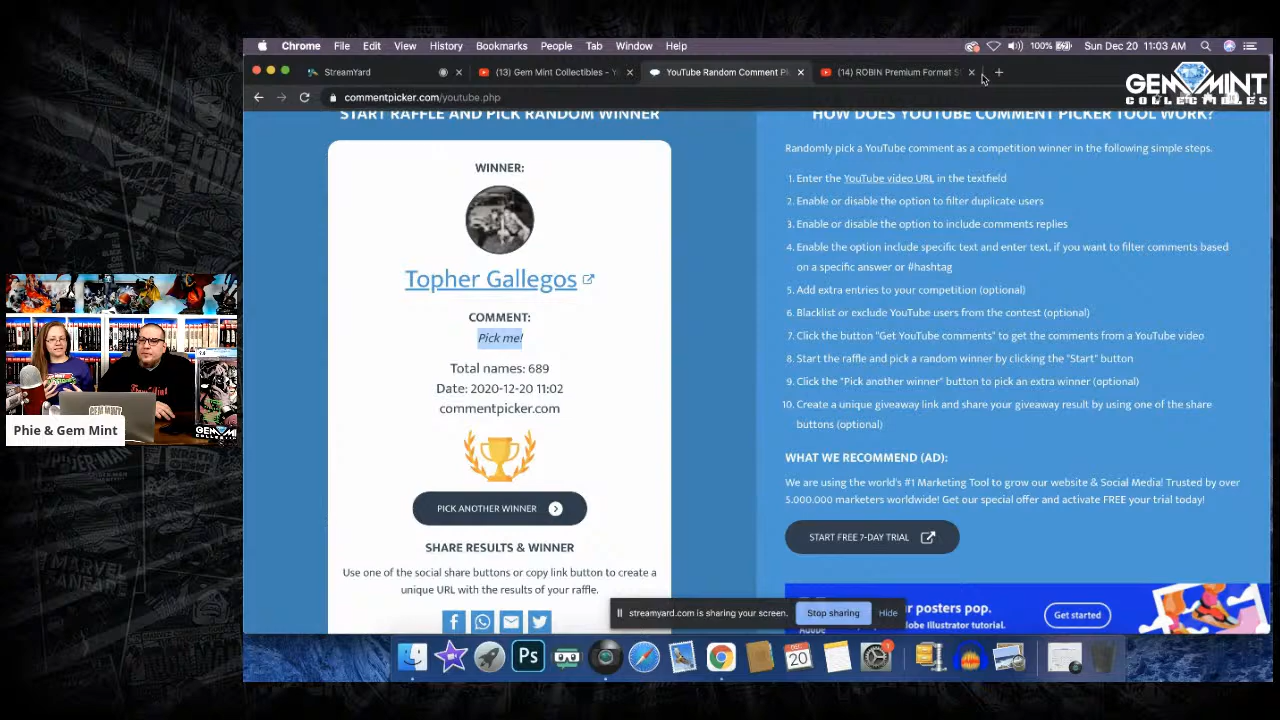 Chrome File Edit View History Bookmarks People Tab Window Help
100% Sun Dec 20 11:03 AM
StreamYard
(13) Gem Mint Collectibles - Y
YouTube Random Comment Pi
(14) ROBIN Premium Format S
GEM MINT
COLLECTIBLES
commentpicker.com/youtube.php
START RAFFLE AND PICK RANDOM WINNER
WINNER:
Topher Gallegos
COMMENT:
Pick me!
Total names: 689
Date: 2020-12-20 11:02
commentpicker.com
PICK ANOTHER WINNER
SHARE RESULTS & WINNER
Use one of the social share buttons or copy link button to create a
unique URL with the results of your raffle.
HOW DOES YOUTUBE COMMENT PICKER TOOL WORK?
Randomly pick a YouTube comment as a competition winner in the following simple steps.
1. Enter the YouTube video URL in the textfield
2. Enable or disable the option to filter duplicate users
3. Enable or disable the option to include comments replies
4. Enable the option include specific text and enter text, if you want to filter comments based
on a specific answer or #hashtag
5. Add extra entries to your competition (optional)
6. Blacklist or exclude YouTube users from the contest (optional)
7. Click the button "Get YouTube comments" to get the comments from a YouTube video
8. Start the raffle and pick a random winner by clicking the "Start" button
9. Click the "Pick another winner" button to pick an extra winner (optional)
10. Create a unique giveaway link and share your giveaway result by using one of the share
buttons (optional)
WHAT WE RECOMMEND (AD):
We are using the world's #1 Marketing Tool to grow our website & Social Media! Trusted by over
5.000.000 marketers worldwide! Get our special offer and activate FREE your trial today!
START FREE 7-DAY TRIAL
streamyard.com is sharing your screen.
Stop sharing
Hide
r posters pop.
dobe Illustrator tutorial.
Get started
Adobe
Phie & Gem Mint
GEM MINT
Ps
DEC
20
1